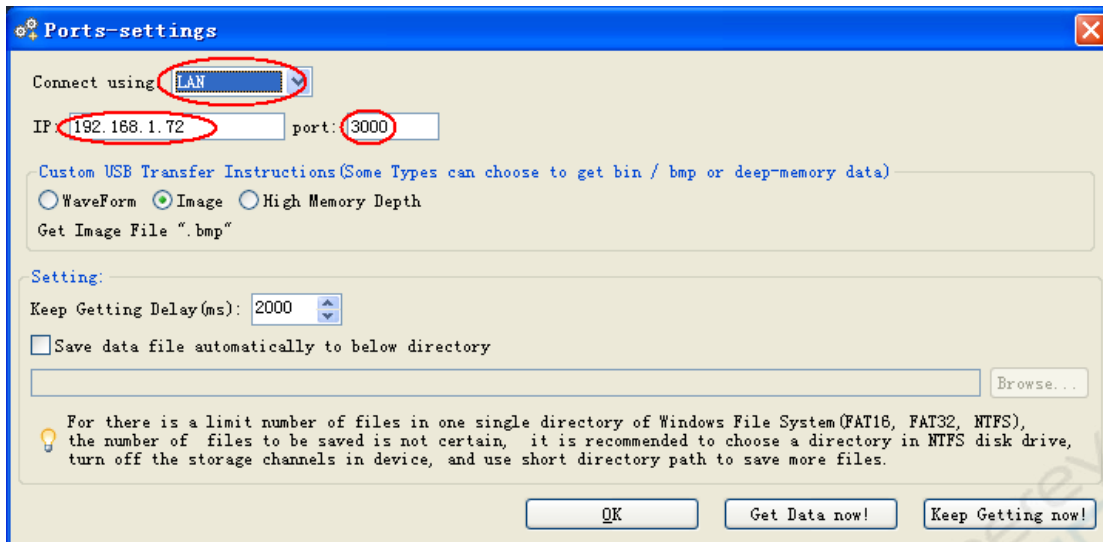 Ports-settings
Connect using LAN
IP: 192.168.1.72 port: 3000
Custom USB Transfer Instructions(Some Types can choose to get bin / bmp or deep-memory data)
WaveForm Image High Memory Depth
Get Image File ".bmp"
Setting:
Keep Getting Delay(ms): 2000
Save data file automatically to below directory
Browse...
For there is a limit number of files in one single directory of Windows File System(FAT16, FAT32, NTFS),
the number of files to be saved is not certain, it is recommended to choose a directory in NTFS disk drive,
turn off the storage channels in device, and use short directory path to save more files.
OK Get Data now! Keep Getting now!